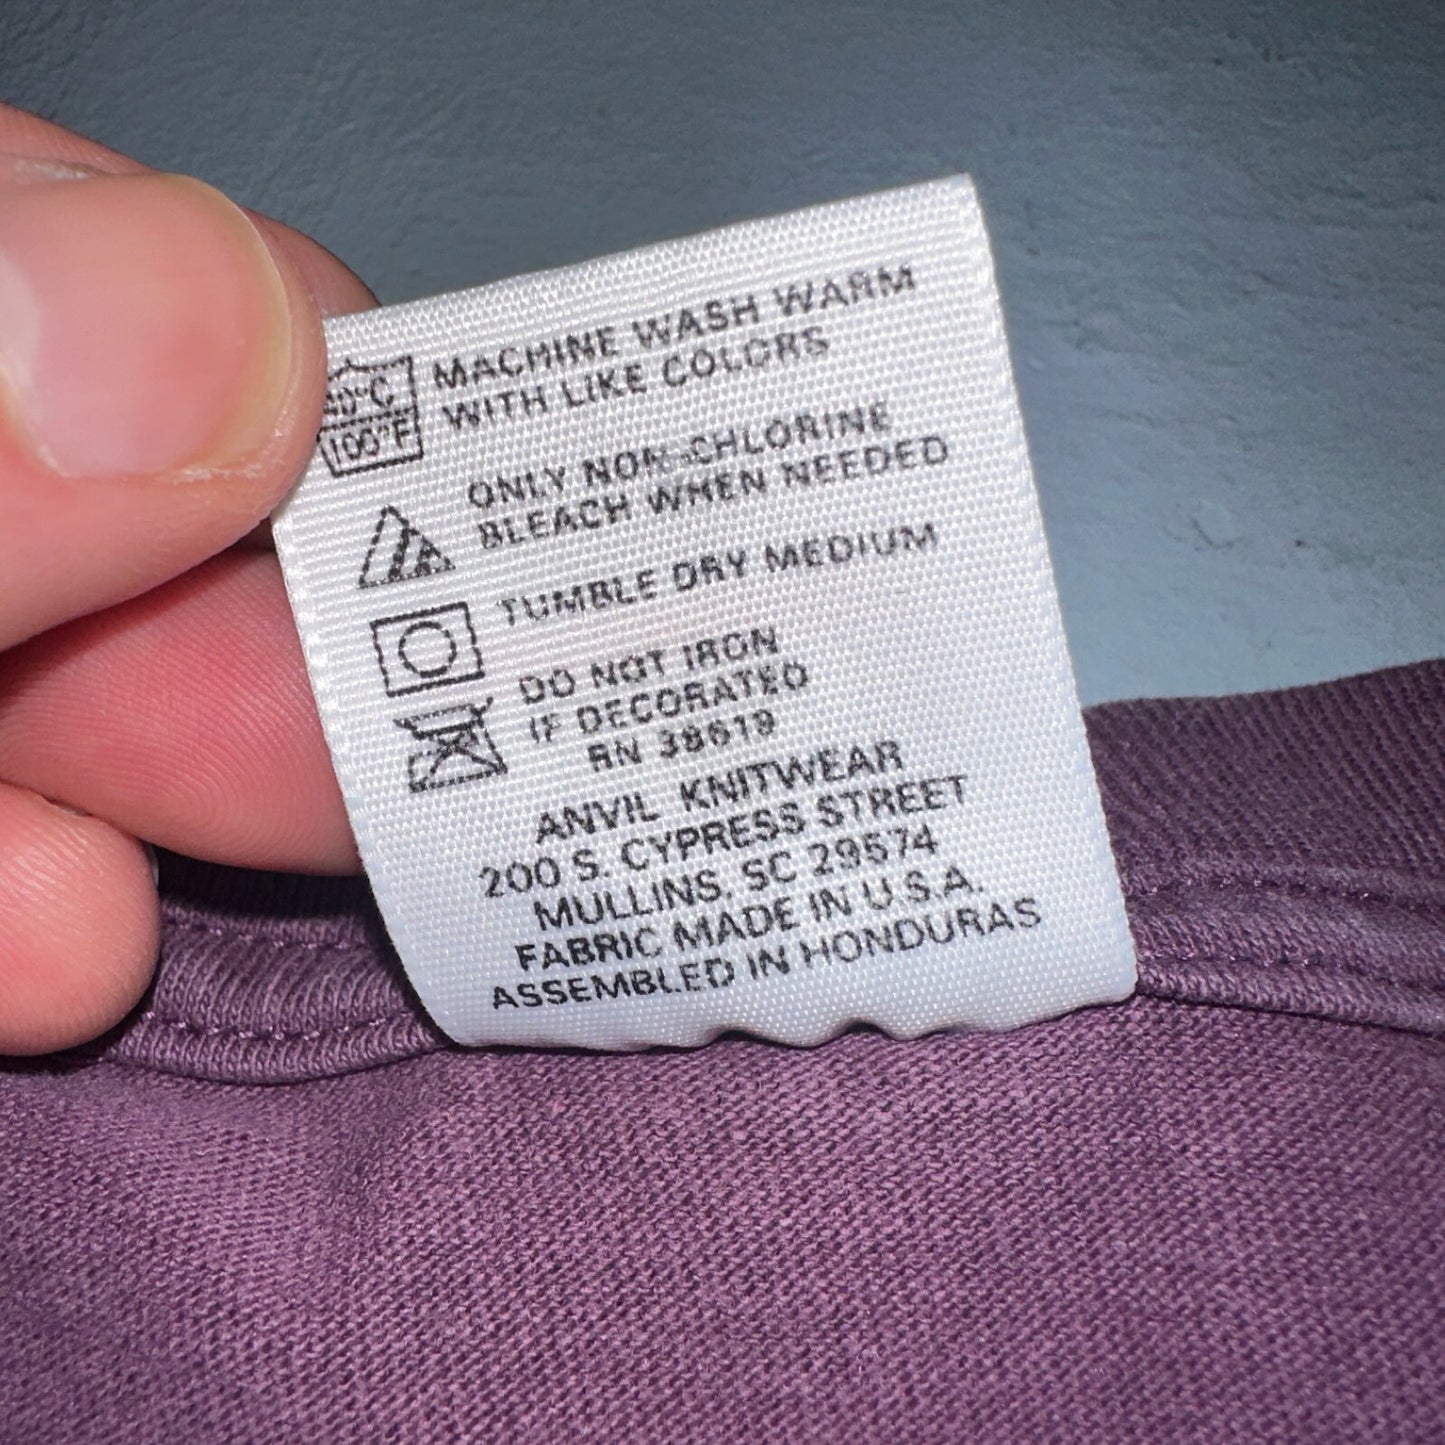 MACHINE WASH WARM
WITH LIKE COLORS
0°C
100°F
ONLY NON-CHLORINE
BLEACH WHEN NEEDED
TUMBLE DRY MEDIUM
DO NOT IRON
IF DECORATED
RN 38619
ANVIL KNITWEAR
200 S. CYPRESS STREET
MULLINS, SC 29574
FABRIC MADE IN U.S.A.
ASSEMBLED IN HONDURAS